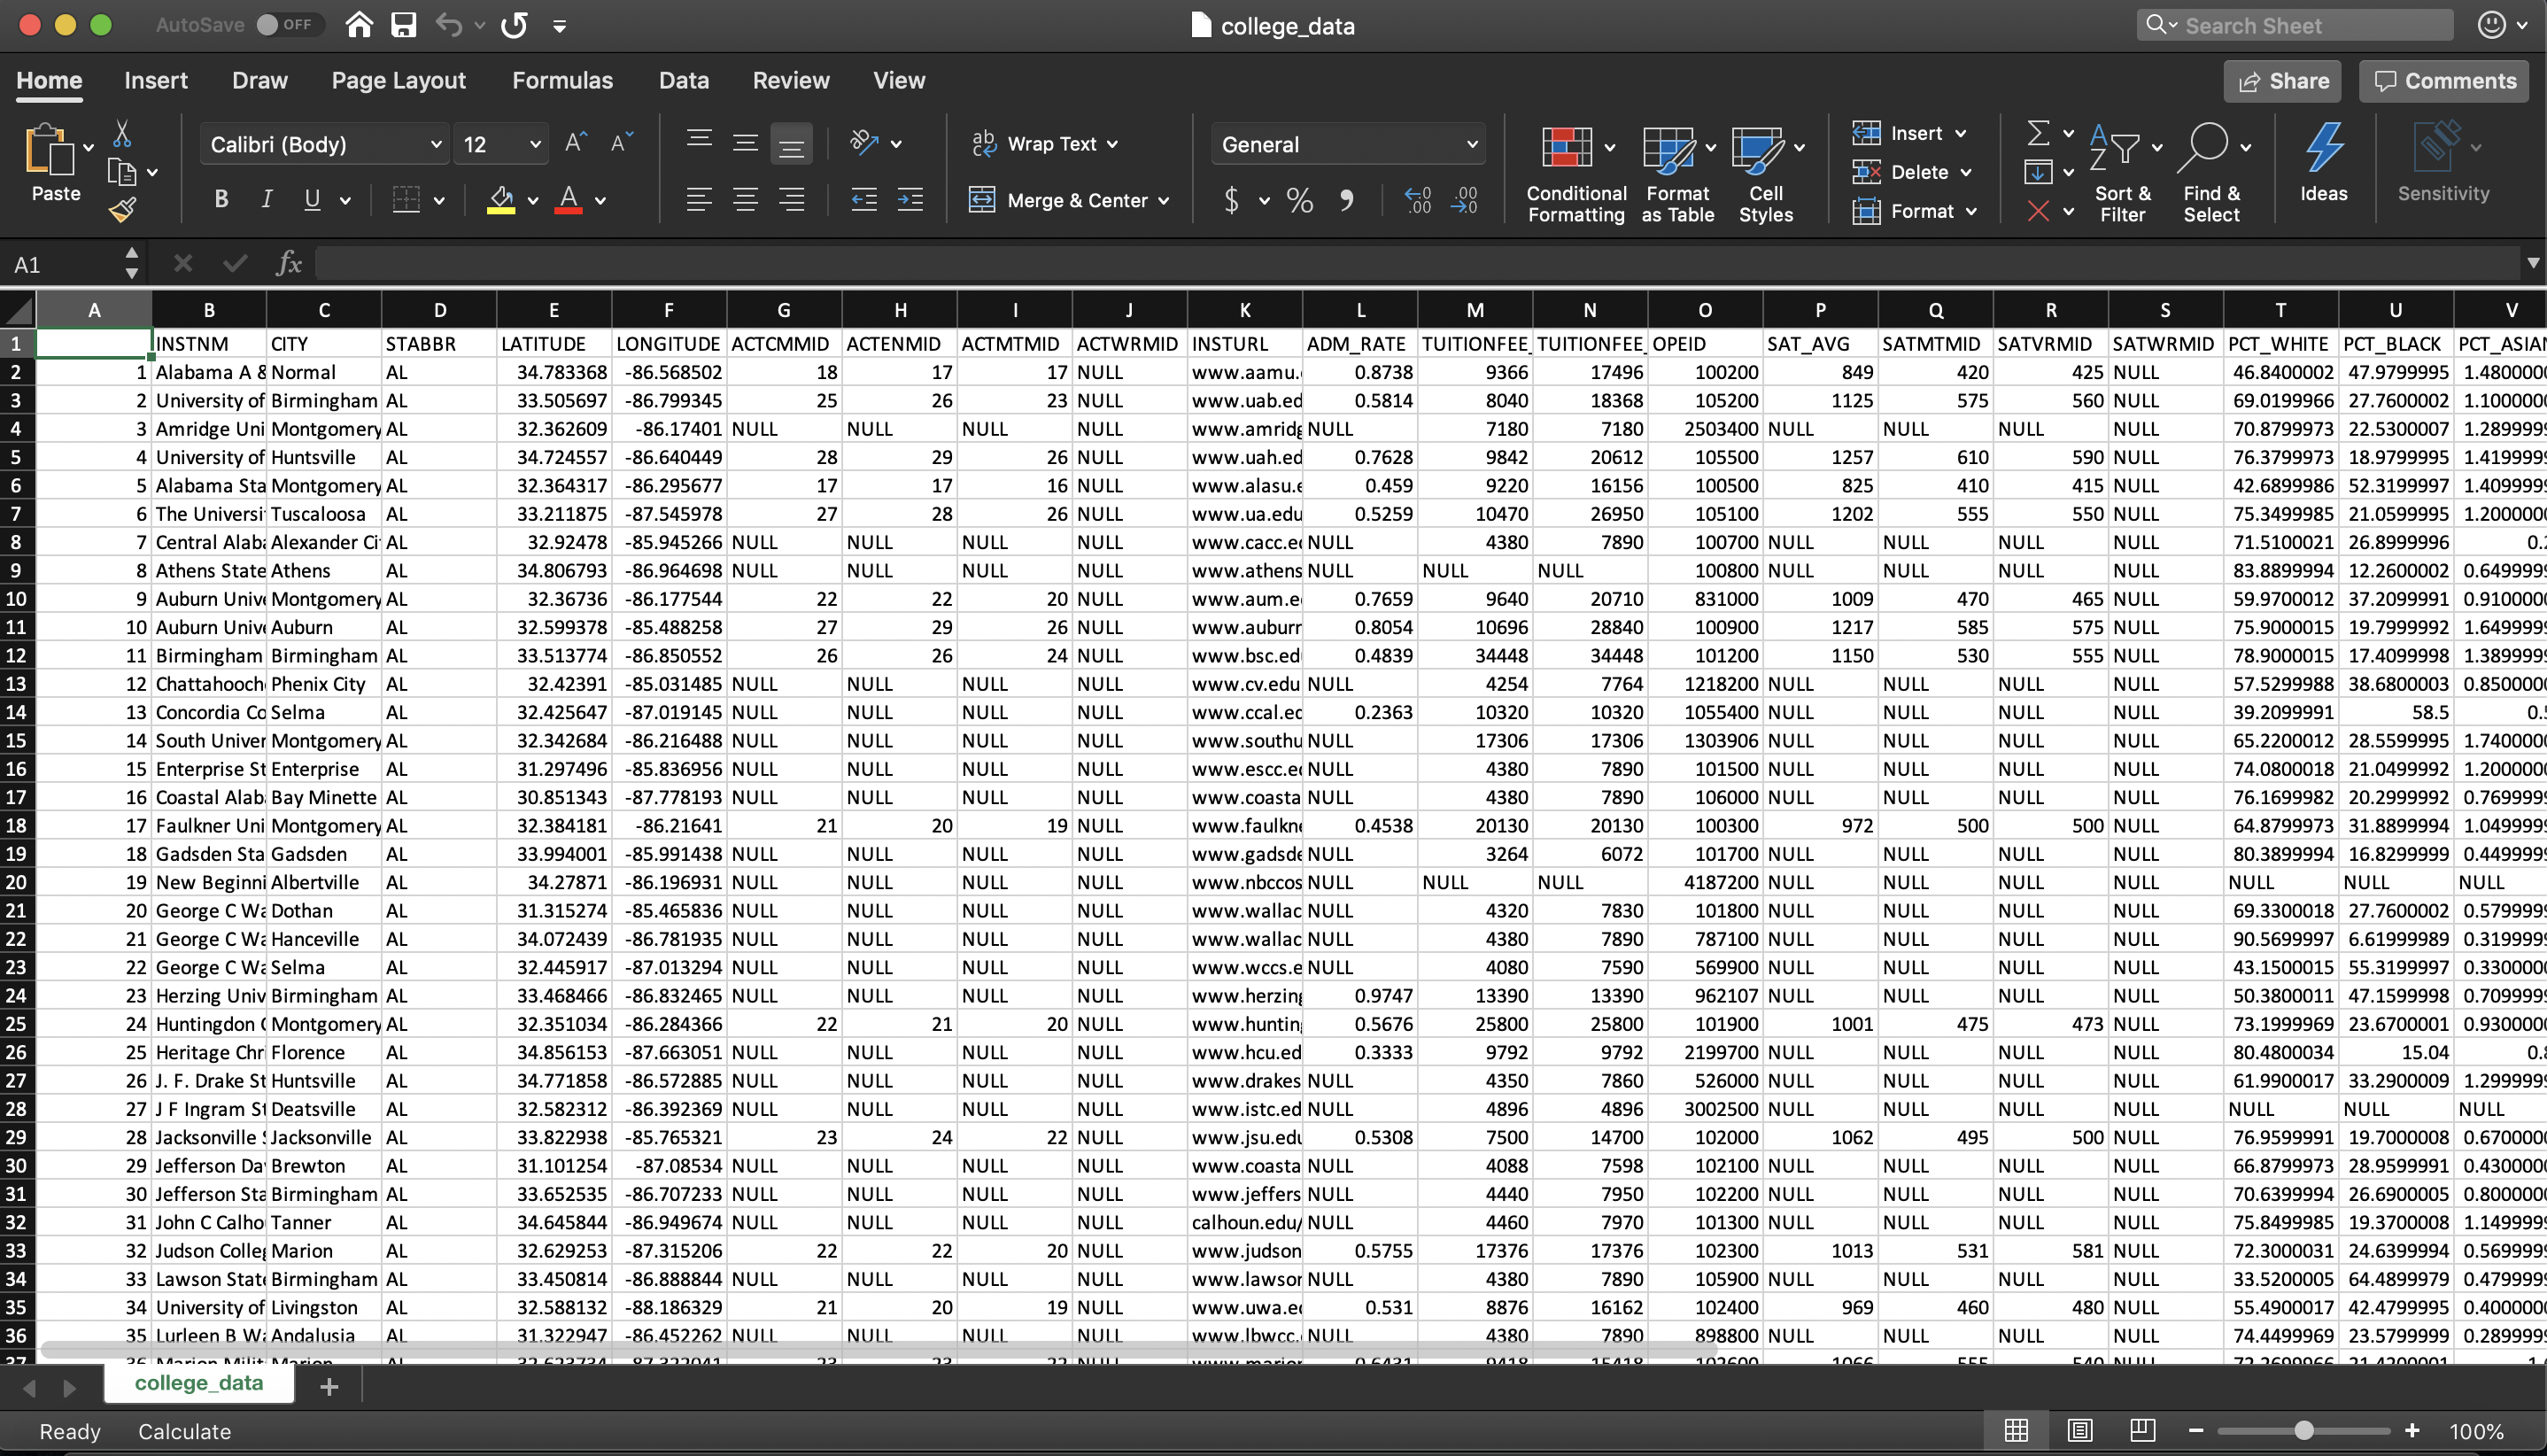 AutoSave OFF college_data Search Sheet
Home Insert Draw Page Layout Formulas Data Review View Share Comments
Paste Calibri (Body) 12 Wrap Text General Insert
B I U A Merge & Center $ % Conditional Formatting Format as Table Cell Styles Delete Format Sort & Filter Find & Select Ideas Sensitivity
A1 fx
A B C D E F G H I J K L M N O P Q R S T U V
1 INSTNM CITY STABBR LATITUDE LONGITUDE ACTCMMID ACTENMID ACTMTMID ACTWRMID INSTURL ADM_RATE TUITIONFEE_ TUITIONFEE_ OPEID SAT_AVG SATMTMID SATVRMID SATWRMID PCT_WHITE PCT_BLACK PCT_ASIAN
2 1 Alabama A & Normal AL 34.783368 -86.568502 18 17 17 NULL www.aamu. 0.8738 9366 17496 100200 849 420 425 NULL 46.8400002 47.9799995 1.480000
3 2 University of Birmingham AL 33.505697 -86.799345 25 26 23 NULL www.uab.ed 0.5814 8040 18368 105200 1125 575 560 NULL 69.0199966 27.7600002 1.100000
4 3 Amridge Uni Montgomery AL 32.362609 -86.17401 NULL NULL NULL NULL www.amridg NULL 7180 7180 2503400 NULL NULL NULL NULL 70.8799973 22.5300007 1.289999
5 4 University of Huntsville AL 34.724557 -86.640449 28 29 26 NULL www.uah.ed 0.7628 9842 20612 105500 1257 610 590 NULL 76.3799973 18.9799995 1.419999
6 5 Alabama Sta Montgomery AL 32.364317 -86.295677 17 17 16 NULL www.alasu.e 0.459 9220 16156 100500 825 410 415 NULL 42.6899986 52.3199997 1.409999
7 6 The Universi Tuscaloosa AL 33.211875 -87.545978 27 28 26 NULL www.ua.edu 0.5259 10470 26950 105100 1202 555 550 NULL 75.3499985 21.0599995 1.200000
8 7 Central Alaba Alexander Ci AL 32.92478 -85.945266 NULL NULL NULL NULL www.cacc.e NULL 4380 7890 100700 NULL NULL NULL NULL 71.5100021 26.8999996 0.
9 8 Athens State Athens AL 34.806793 -86.964698 NULL NULL NULL NULL www.athens NULL NULL NULL 100800 NULL NULL NULL NULL 83.8899994 12.2600002 0.649999
10 9 Auburn Unive Montgomery AL 32.36736 -86.177544 22 22 20 NULL www.aum.e 0.7659 9640 20710 831000 1009 470 465 NULL 59.9700012 37.2099991 0.910000
11 10 Auburn Unive Auburn AL 32.599378 -85.488258 27 29 26 NULL www.auburn 0.8054 10696 28840 100900 1217 585 575 NULL 75.9000015 19.7999992 1.649999
12 11 Birmingham Birmingham AL 33.513774 -86.850552 26 26 24 NULL www.bsc.ed 0.4839 34448 34448 101200 1150 530 555 NULL 78.9000015 17.4099998 1.389999
13 12 Chattahooch Phenix City AL 32.42391 -85.031485 NULL NULL NULL NULL www.cv.edu NULL 4254 7764 1218200 NULL NULL NULL NULL 57.5299988 38.6800003 0.850000
14 13 Concordia Co Selma AL 32.425647 -87.019145 NULL NULL NULL NULL www.ccal.ed 0.2363 10320 10320 1055400 NULL NULL NULL NULL 39.2099991 58.5 0.
15 14 South Univer Montgomery AL 32.342684 -86.216488 NULL NULL NULL NULL www.southu NULL 17306 17306 1303906 NULL NULL NULL NULL 65.2200012 28.5599995 1.740000
16 15 Enterprise St Enterprise AL 31.297496 -85.836956 NULL NULL NULL NULL www.escc.e NULL 4380 7890 101500 NULL NULL NULL NULL 74.0800018 21.0499992 1.200000
17 16 Coastal Alab Bay Minette AL 30.851343 -87.778193 NULL NULL NULL NULL www.coasta NULL 4380 7890 106000 NULL NULL NULL NULL 76.1699982 20.2999992 0.769999
18 17 Faulkner Uni Montgomery AL 32.384181 -86.21641 21 20 19 NULL www.faulkne 0.4538 20130 20130 100300 972 500 500 NULL 64.8799973 31.8899994 1.049999
19 18 Gadsden Sta Gadsden AL 33.994001 -85.991438 NULL NULL NULL NULL www.gadsde NULL 3264 6072 101700 NULL NULL NULL NULL 80.3899994 16.8299999 0.449999
20 19 New Beginni Albertville AL 34.27871 -86.196931 NULL NULL NULL NULL www.nbccos NULL NULL NULL 4187200 NULL NULL NULL NULL NULL NULL NULL
21 20 George C Wa Dothan AL 31.315274 -85.465836 NULL NULL NULL NULL www.wallac NULL 4320 7830 101800 NULL NULL NULL NULL 69.3300018 27.7600002 0.579999
22 21 George C Wa Hanceville AL 34.072439 -86.781935 NULL NULL NULL NULL www.wallac NULL 4380 7890 787100 NULL NULL NULL NULL 90.5699997 6.61999989 0.319999
23 22 George C Wa Selma AL 32.445917 -87.013294 NULL NULL NULL NULL www.wccs.e NULL 4080 7590 569900 NULL NULL NULL NULL 43.1500015 55.3199997 0.330000
24 23 Herzing Univ Birmingham AL 33.468466 -86.832465 NULL NULL NULL NULL www.herzing 0.9747 13390 13390 962107 NULL NULL NULL NULL 50.3800011 47.1599998 0.709999
25 24 Huntingdon C Montgomery AL 32.351034 -86.284366 22 21 20 NULL www.hunting 0.5676 25800 25800 101900 1001 475 473 NULL 73.1999969 23.6700001 0.930000
26 25 Heritage Chr Florence AL 34.856153 -87.663051 NULL NULL NULL NULL www.hcu.ed 0.3333 9792 9792 2199700 NULL NULL NULL NULL 80.4800034 15.04 0.
27 26 J. F. Drake St Huntsville AL 34.771858 -86.572885 NULL NULL NULL NULL www.drakes NULL 4350 7860 526000 NULL NULL NULL NULL 61.9900017 33.2900009 1.299999
28 27 J F Ingram St Deatsville AL 32.582312 -86.392369 NULL NULL NULL NULL www.istc.ed NULL 4896 4896 3002500 NULL NULL NULL NULL NULL NULL NULL
29 28 Jacksonville S Jacksonville AL 33.822938 -85.765321 23 24 22 NULL www.jsu.edu 0.5308 7500 14700 102000 1062 495 500 NULL 76.9599991 19.7000008 0.670000
30 29 Jefferson Da Brewton AL 31.101254 -87.08534 NULL NULL NULL NULL www.coasta NULL 4088 7598 102100 NULL NULL NULL NULL 66.8799973 28.9599991 0.430000
31 30 Jefferson Sta Birmingham AL 33.652535 -86.707233 NULL NULL NULL NULL www.jeffers NULL 4440 7950 102200 NULL NULL NULL NULL 70.6399994 26.6900005 0.800000
32 31 John C Calho Tanner AL 34.645844 -86.949674 NULL NULL NULL NULL calhoun.edu/ NULL 4460 7970 101300 NULL NULL NULL NULL 75.8499985 19.3700008 1.149999
33 32 Judson Colleg Marion AL 32.629253 -87.315206 22 22 20 NULL www.judson 0.5755 17376 17376 102300 1013 531 581 NULL 72.3000031 24.6399994 0.569999
34 33 Lawson State Birmingham AL 33.450814 -86.888844 NULL NULL NULL NULL www.lawson NULL 4380 7890 105900 NULL NULL NULL NULL 33.5200005 64.4899979 0.479999
35 34 University of Livingston AL 32.588132 -88.186329 21 20 19 NULL www.uwa.e 0.531 8876 16162 102400 969 460 480 NULL 55.4900017 42.4799995 0.400000
36 35 Lurleen B Wa Andalusia AL 31.322947 -86.452262 NULL NULL NULL NULL www.lbwcc. NULL 4380 7890 898800 NULL NULL NULL NULL 74.4499969 23.5799999 0.289999
college_data +
Ready Calculate 100%